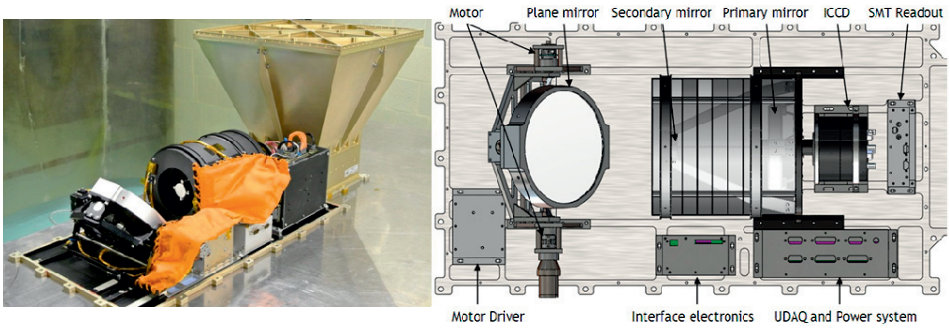 Motor
Plane mirror
Secondary mirror
Primary mirror
ICCD
SMT Readout
Motor Driver
Interface electronics
UDAQ and Power system